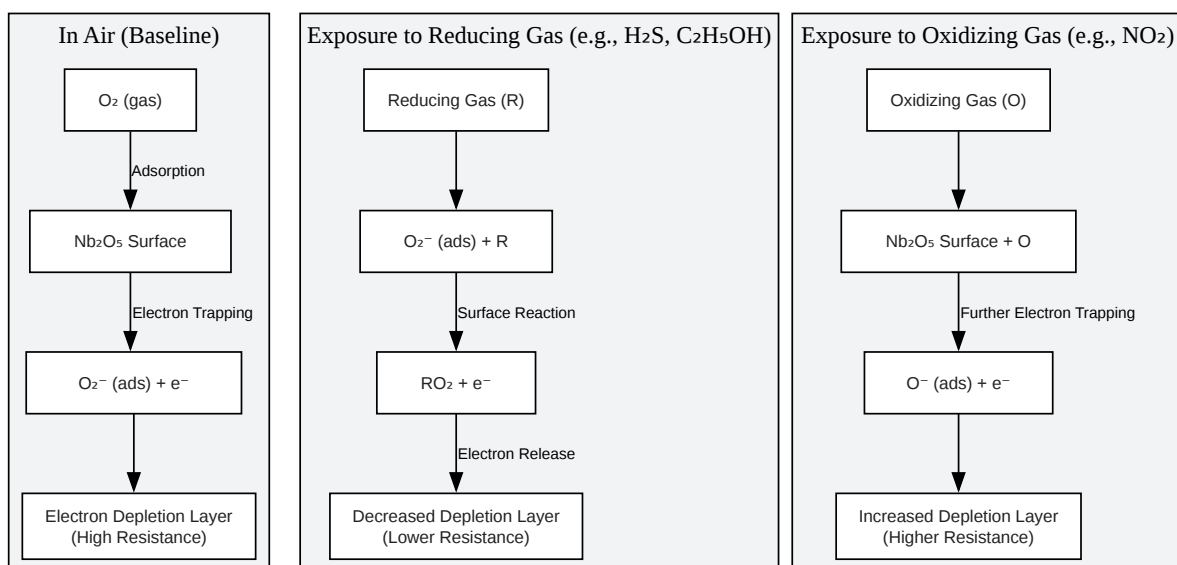 In Air (Baseline)
O₂ (gas)
Adsorption
Nb₂O₅ Surface
Electron Trapping
O₂⁻ (ads) + e⁻
Electron Depletion Layer
(High Resistance)
Exposure to Reducing Gas (e.g., H₂S, C₂H₅OH)
Reducing Gas (R)
O₂⁻ (ads) + R
Surface Reaction
RO₂ + e⁻
Electron Release
Decreased Depletion Layer
(Lower Resistance)
Exposure to Oxidizing Gas (e.g., NO₂)
Oxidizing Gas (O)
Nb₂O₅ Surface + O
Further Electron Trapping
O⁻ (ads) + e⁻
Increased Depletion Layer
(Higher Resistance)